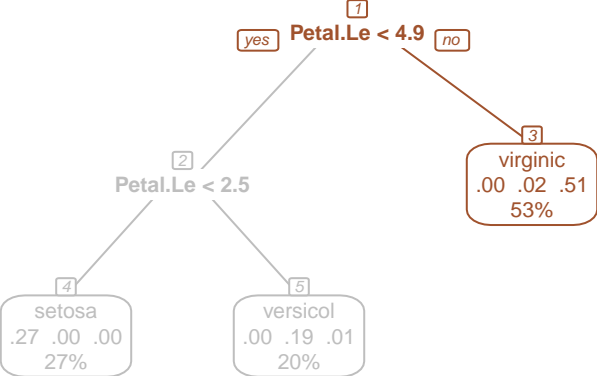 1
yes Petal.Le < 4.9 no
2
Petal.Le < 2.5
3
virginic
.00 .02 .51
53%
4
setosa
.27 .00 .00
27%
5
versicol
.00 .19 .01
20%